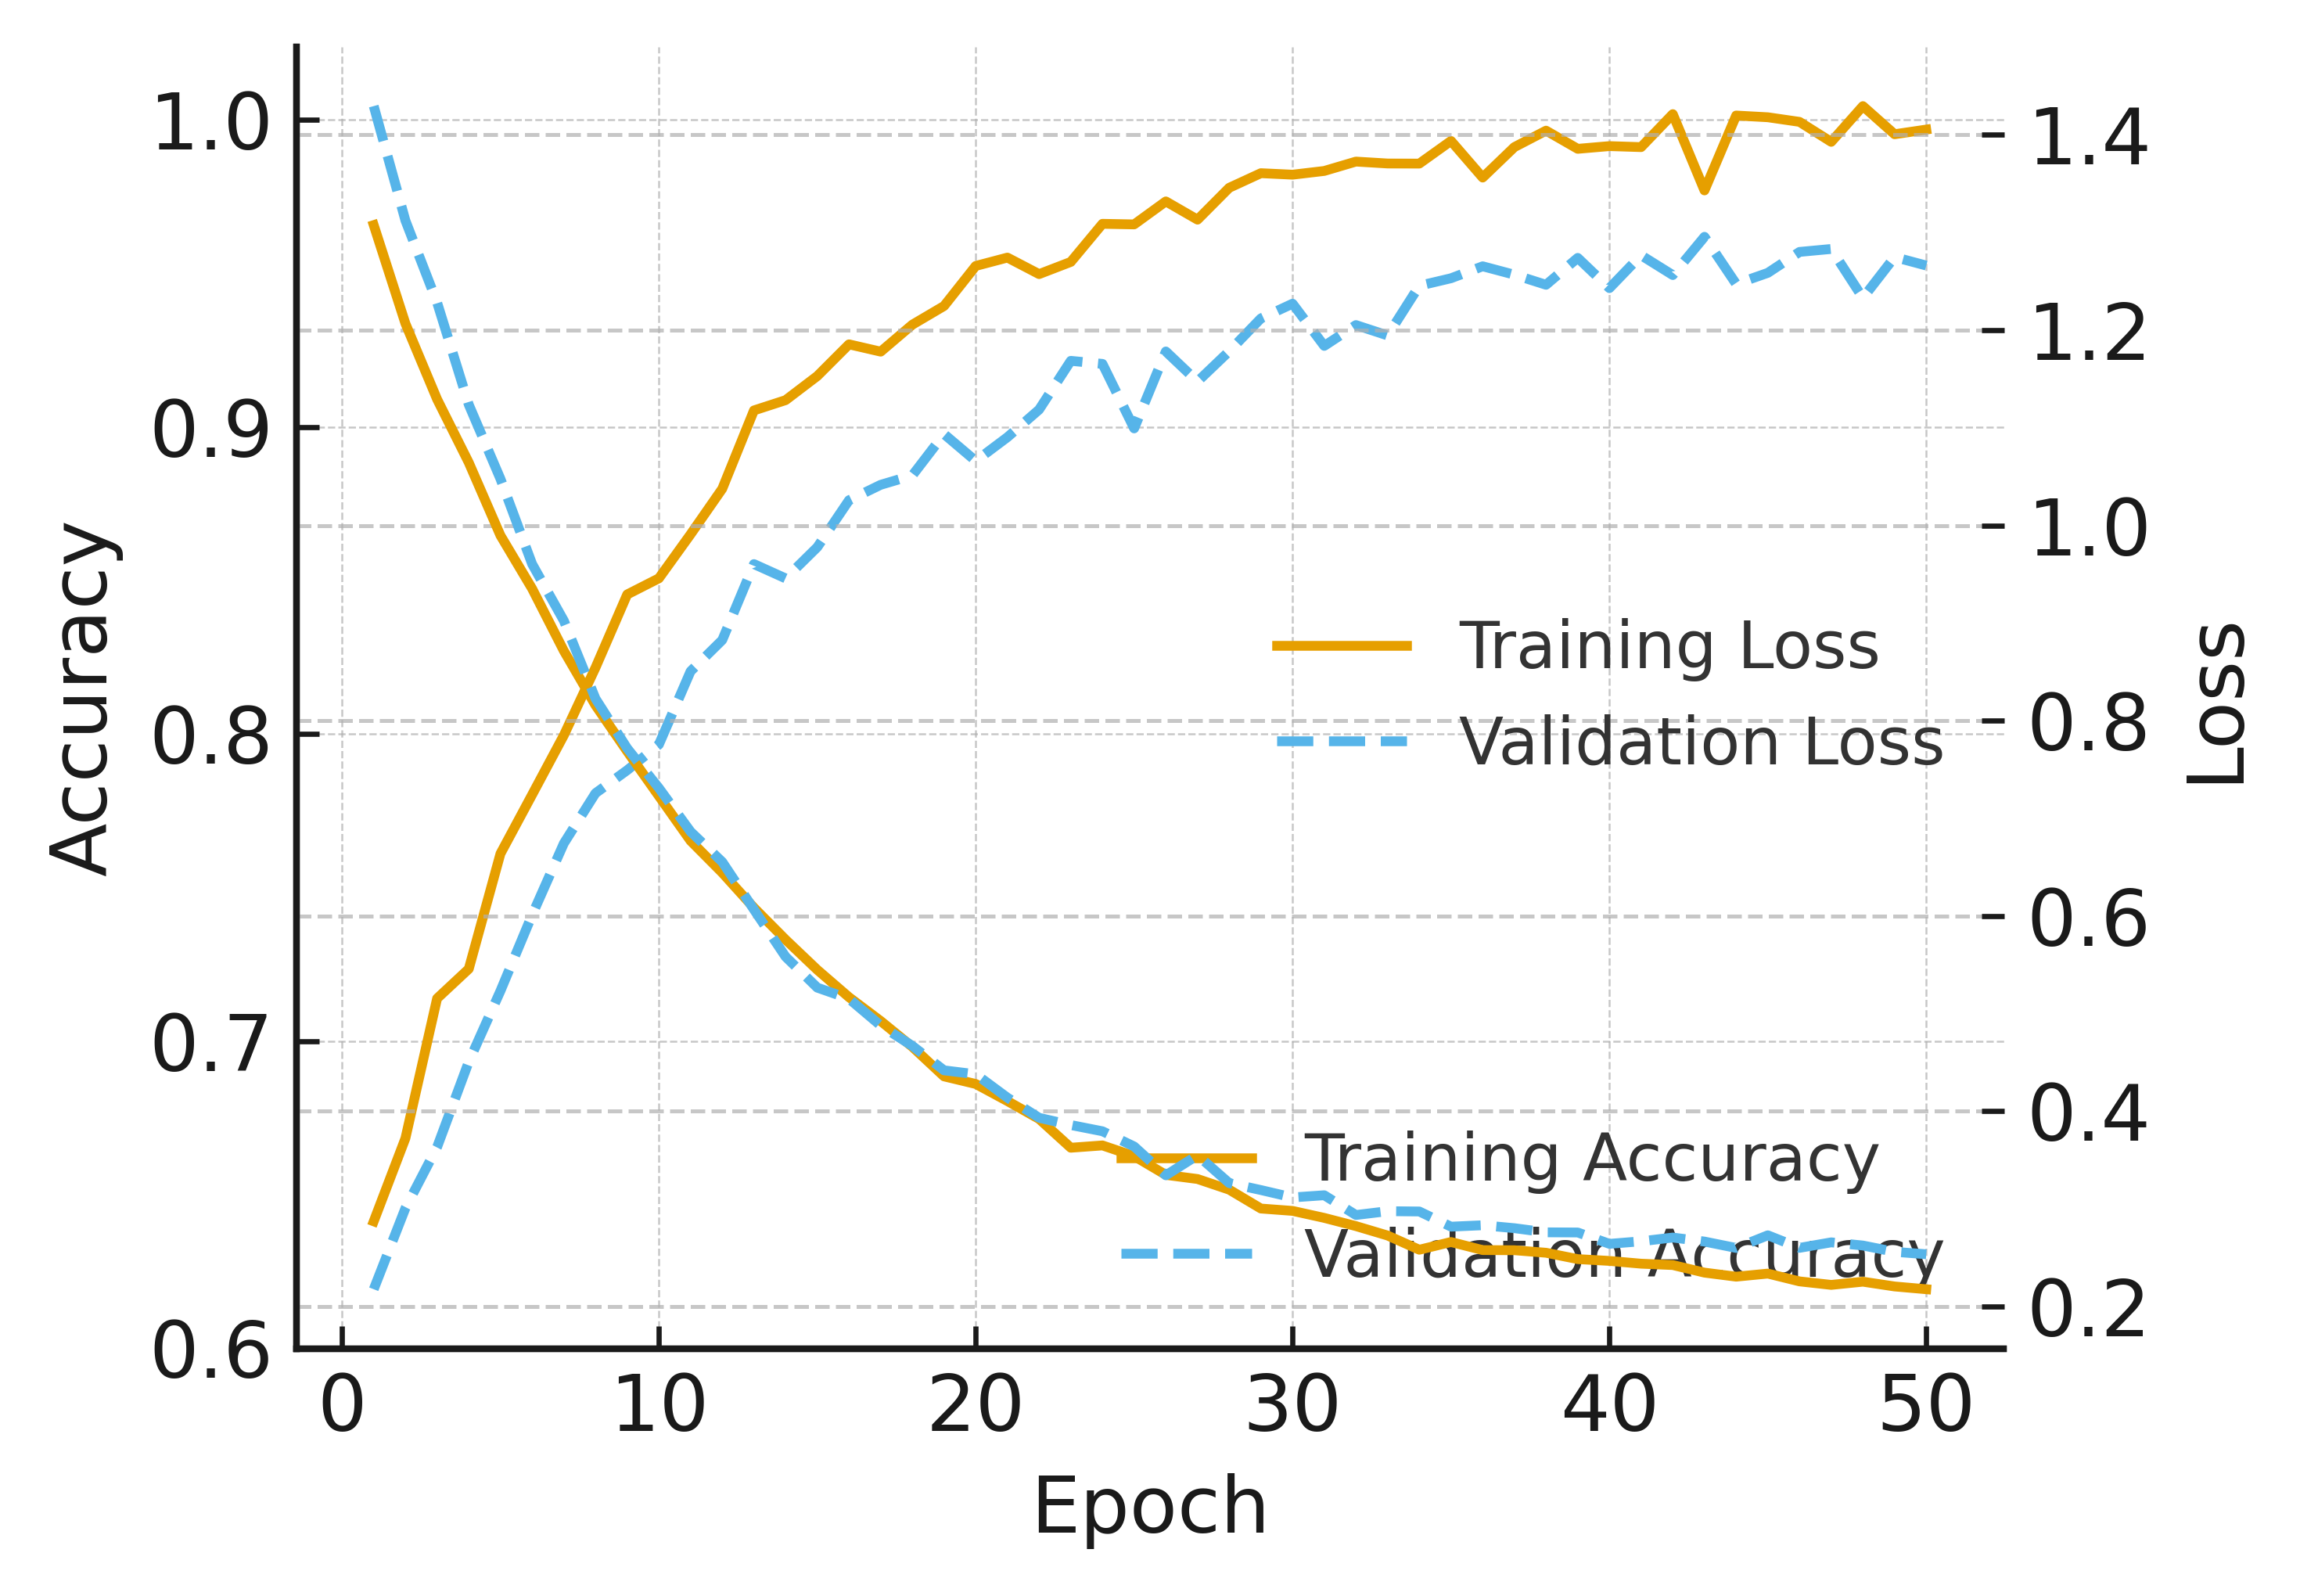 1.0
0.9
0.8
0.7
0.6
Accuracy
1.4
1.2
1.0
0.8
0.6
0.4
0.2
Loss
Training Loss
Validation Loss
Training Accuracy
Validation Accuracy
0 10 20 30 40 50
Epoch